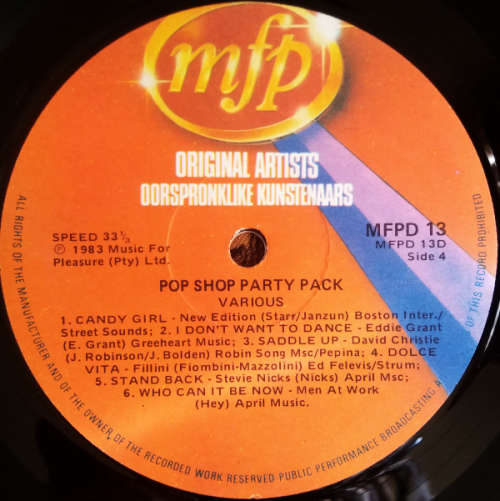 mfp
ORIGINAL ARTISTS
OORSPRONKLIKE KUNSTENAARS
SPEED 33⅓
℗ 1983 Music For
Pleasure (Pty) Ltd.
MFPD 13
MFPD 13D
Side 4
POP SHOP PARTY PACK
VARIOUS
1. CANDY GIRL - New Edition (Starr/Janzun) Boston Inter./
Street Sounds; 2. I DON'T WANT TO DANCE - Eddie Grant
(E. Grant) Greeheart Music; 3. SADDLE UP - David Christie
(J. Robinson/J. Bolden) Robin Song Msc/Pepina; 4. DOLCE
VITA - Fillini (Fiombini-Mazzolini) Ed Felevis/Strum;
5. STAND BACK - Stevie Nicks (Nicks) April Msc;
6. WHO CAN IT BE NOW - Men At Work
(Hey) April Music.
ALL RIGHTS OF THE MANUFACTURER AND OF THE OWNER OF THE RECORDED WORK RESERVED PUBLIC PERFORMANCE BROADCASTING A OF THIS RECORD PROHIBITED